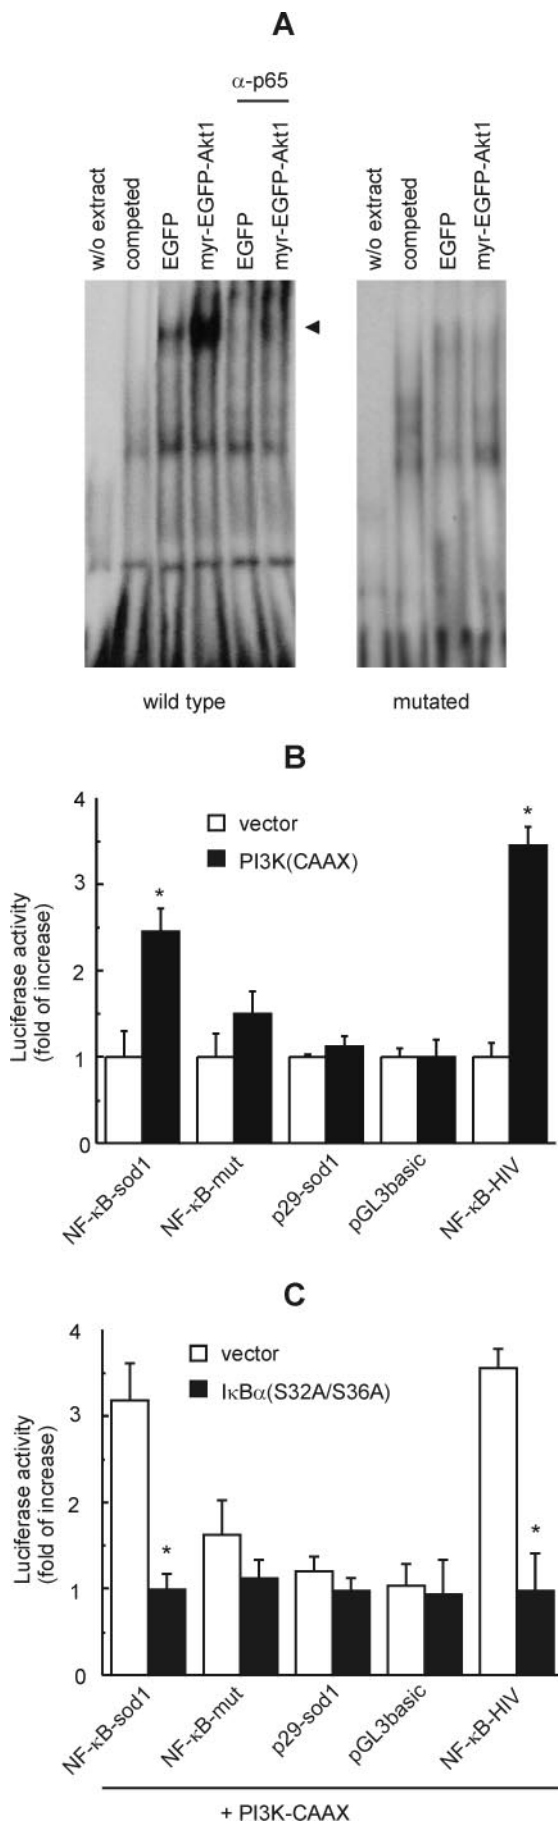 A
α-p65
w/o extract
competed
EGFP
myr-EGFP-Akt1
EGFP
myr-EGFP-Akt1
w/o extract
competed
EGFP
myr-EGFP-Akt1
wild type
mutated
B
Luciferase activity
(fold of increase)
4
3
2
1
0
vector
PI3K(CAAX)
*
*
NF-κB-sod1
NF-κB-mut
p29-sod1
pGL3basic
NF-κB-HIV
C
Luciferase activity
(fold of increase)
4
3
2
1
0
vector
IκBα(S32A/S36A)
*
*
NF-κB-sod1
NF-κB-mut
p29-sod1
pGL3basic
NF-κB-HIV
+ PI3K-CAAX